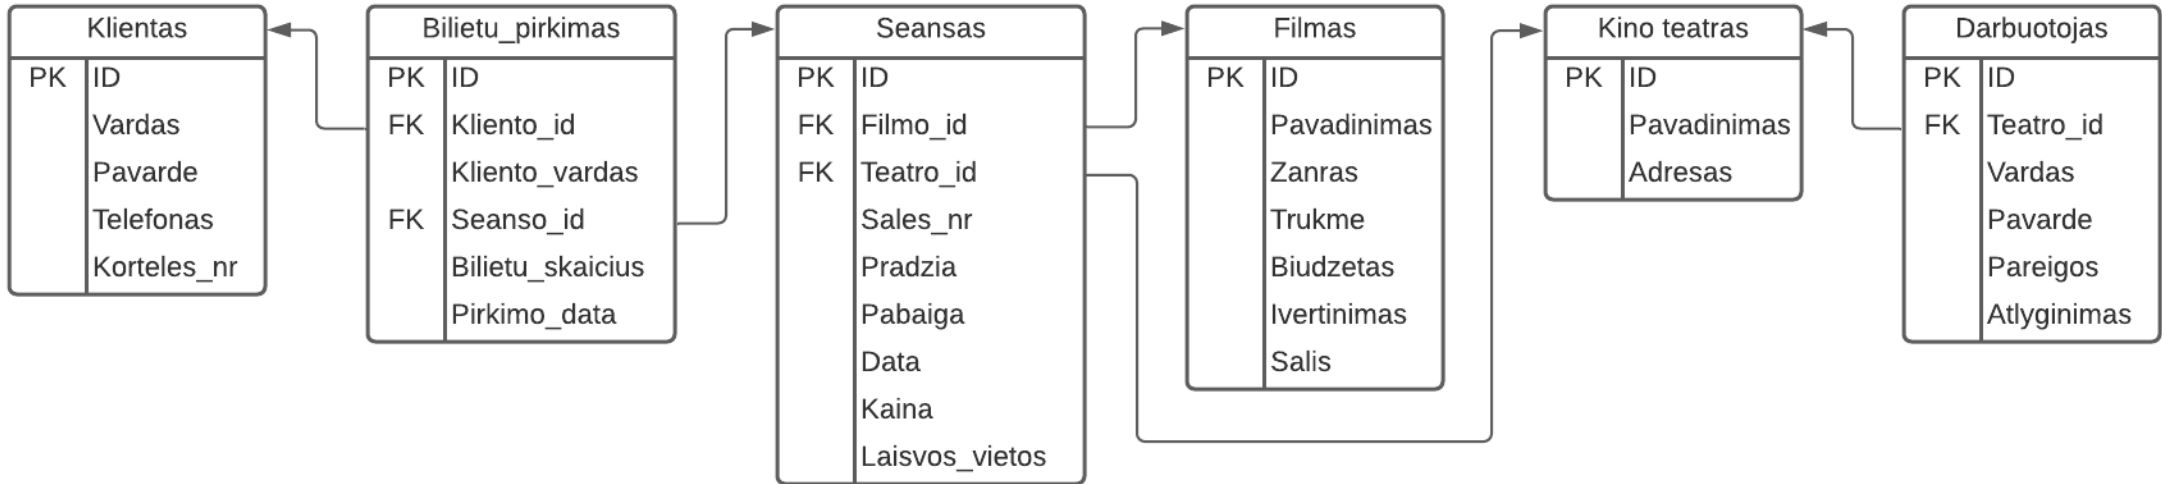 Klientas
PK ID
Vardas
Pavarde
Telefonas
Korteles_nr
Bilietu_pirkimas
PK ID
FK Kliento_id
Kliento_vardas
FK Seanso_id
Bilietu_skaicius
Pirkimo_data
Seansas
PK ID
FK Filmo_id
FK Teatro_id
Sales_nr
Pradzia
Pabaiga
Data
Kaina
Laisvos_vietos
Filmas
PK ID
Pavadinimas
Zanras
Trukme
Biudzetas
Ivertinimas
Salis
Kino teatras
PK ID
Pavadinimas
Adresas
Darbuotojas
PK ID
FK Teatro_id
Vardas
Pavarde
Pareigos
Atlyginimas